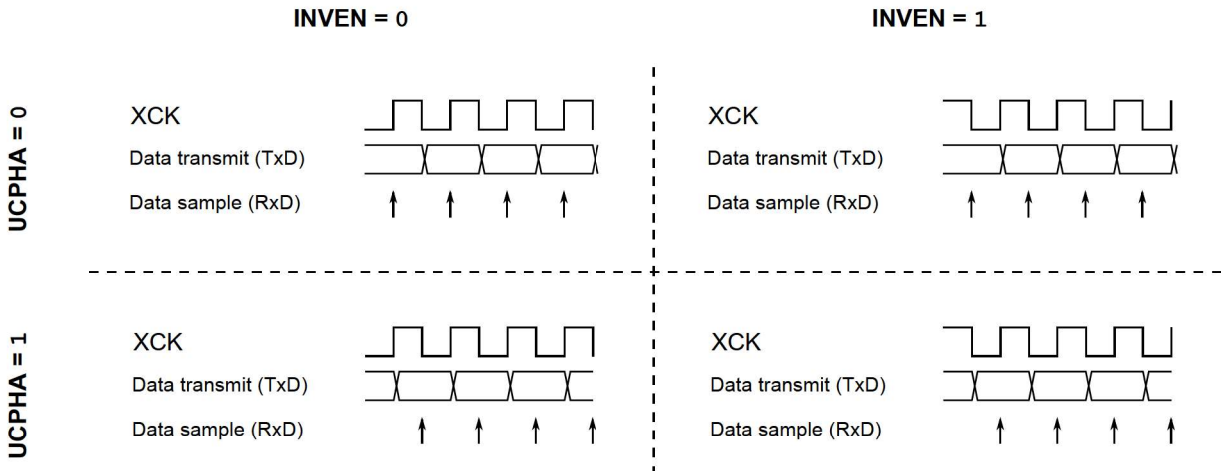 INVEN = 0
INVEN = 1
UCPHA = 0
XCK
Data transmit (TxD)
Data sample (RxD)
XCK
Data transmit (TxD)
Data sample (RxD)
UCPHA = 1
XCK
Data transmit (TxD)
Data sample (RxD)
XCK
Data transmit (TxD)
Data sample (RxD)